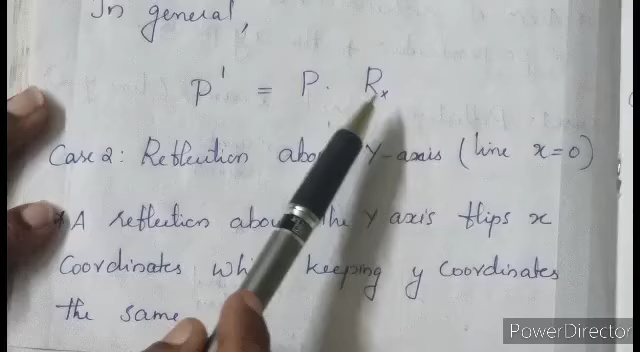 In general,
P' = P. Rx
Case 2: Reflection about Y-axis (line x=0)
* A reflection about the Y axis flips x
Coordinates while keeping y coordinates
the same
PowerDirector